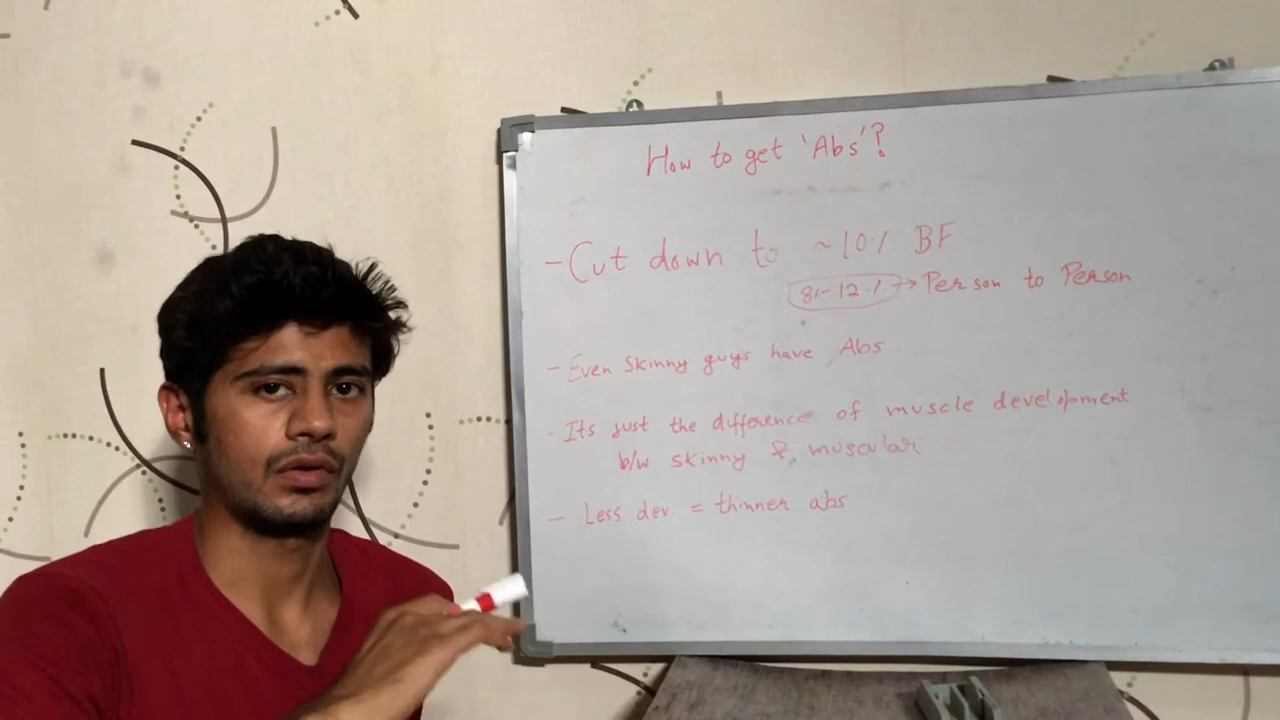 How to get 'Abs'?
- Cut down to ~10% BF
8%-12% → Person to Person
- Even skinny guys have Abs.
- Its just the difference of muscle development
b/w skinny & muscular
- Less dev. = thinner abs